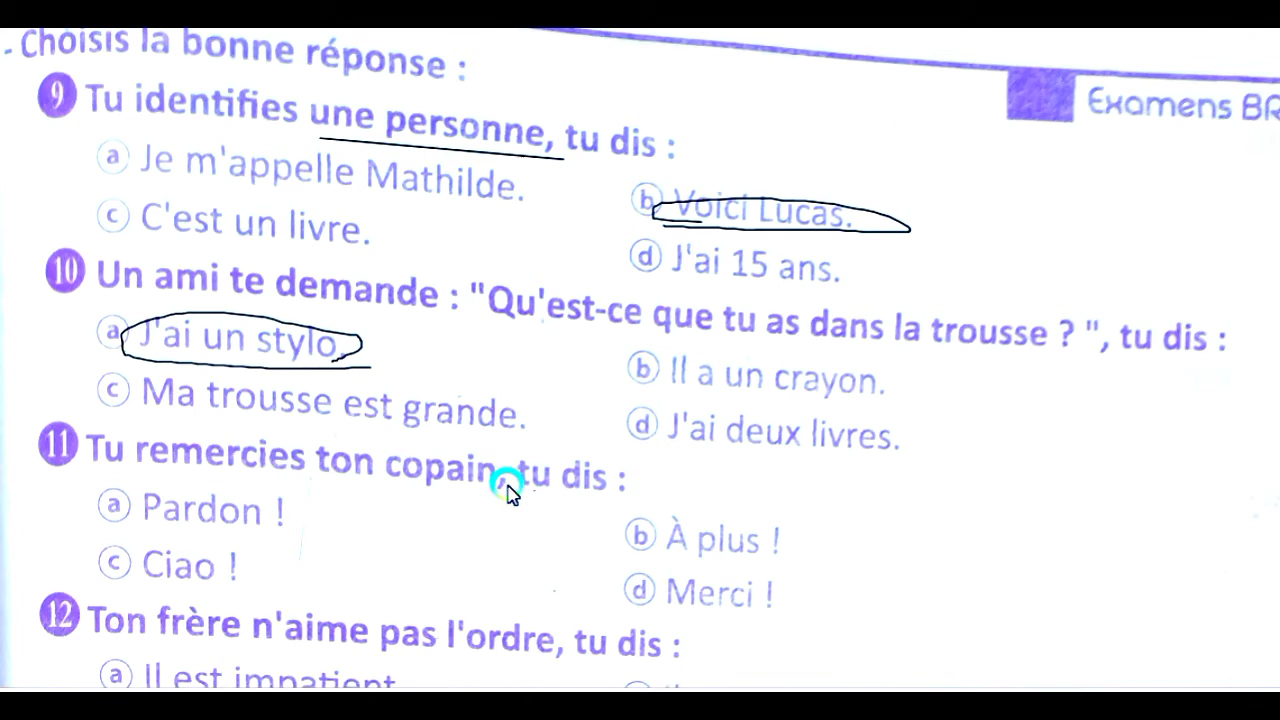 . Choisis la bonne réponse :
Examens BR
9 Tu identifies une personne, tu dis :
a Je m'appelle Mathilde.
b Voici Lucas.
c C'est un livre.
d J'ai 15 ans.
10 Un ami te demande : "Qu'est-ce que tu as dans la trousse ? ", tu dis :
a J'ai un stylo.
b Il a un crayon.
c Ma trousse est grande.
d J'ai deux livres.
11 Tu remercies ton copain, tu dis :
a Pardon !
b À plus !
c Ciao !
d Merci !
12 Ton frère n'aime pas l'ordre, tu dis :
a Il est impatient